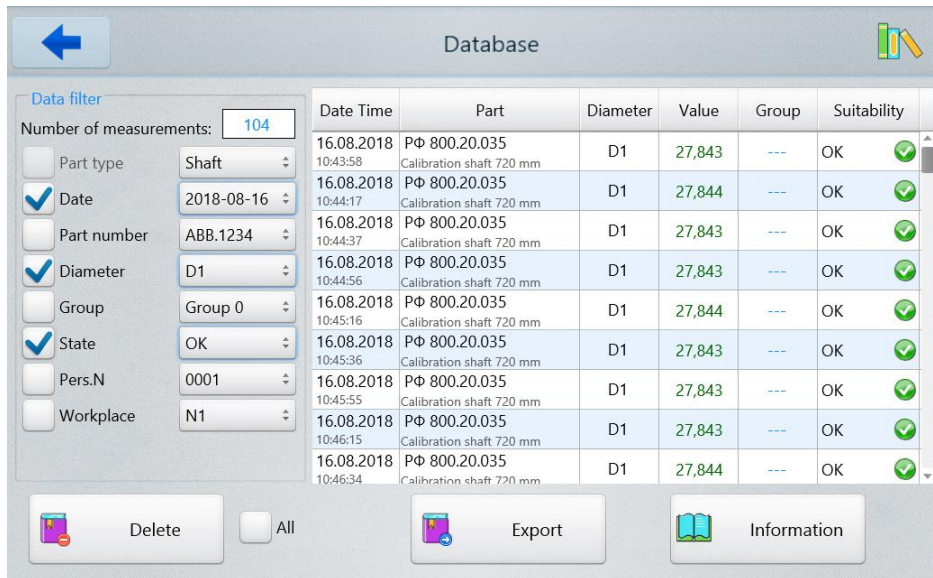 Database
Data filter
Number of measurements: 104
Part type Shaft
Date 2018-08-16
Part number ABB.1234
Diameter D1
Group Group 0
State OK
Pers.N 0001
Workplace N1
Date Time Part Diameter Value Group Suitability
16.08.2018 РФ 800.20.035
10:43:58 Calibration shaft 720 mm D1 27,843 --- OK
16.08.2018 РФ 800.20.035
10:44:17 Calibration shaft 720 mm D1 27,844 --- OK
16.08.2018 РФ 800.20.035
10:44:37 Calibration shaft 720 mm D1 27,843 --- OK
16.08.2018 РФ 800.20.035
10:44:56 Calibration shaft 720 mm D1 27,843 --- OK
16.08.2018 РФ 800.20.035
10:45:16 Calibration shaft 720 mm D1 27,844 --- OK
16.08.2018 РФ 800.20.035
10:45:36 Calibration shaft 720 mm D1 27,843 --- OK
16.08.2018 РФ 800.20.035
10:45:55 Calibration shaft 720 mm D1 27,843 --- OK
16.08.2018 РФ 800.20.035
10:46:15 Calibration shaft 720 mm D1 27,843 --- OK
16.08.2018 РФ 800.20.035
10:46:34 Calibration shaft 720 mm D1 27,844 --- OK
Delete All Export Information